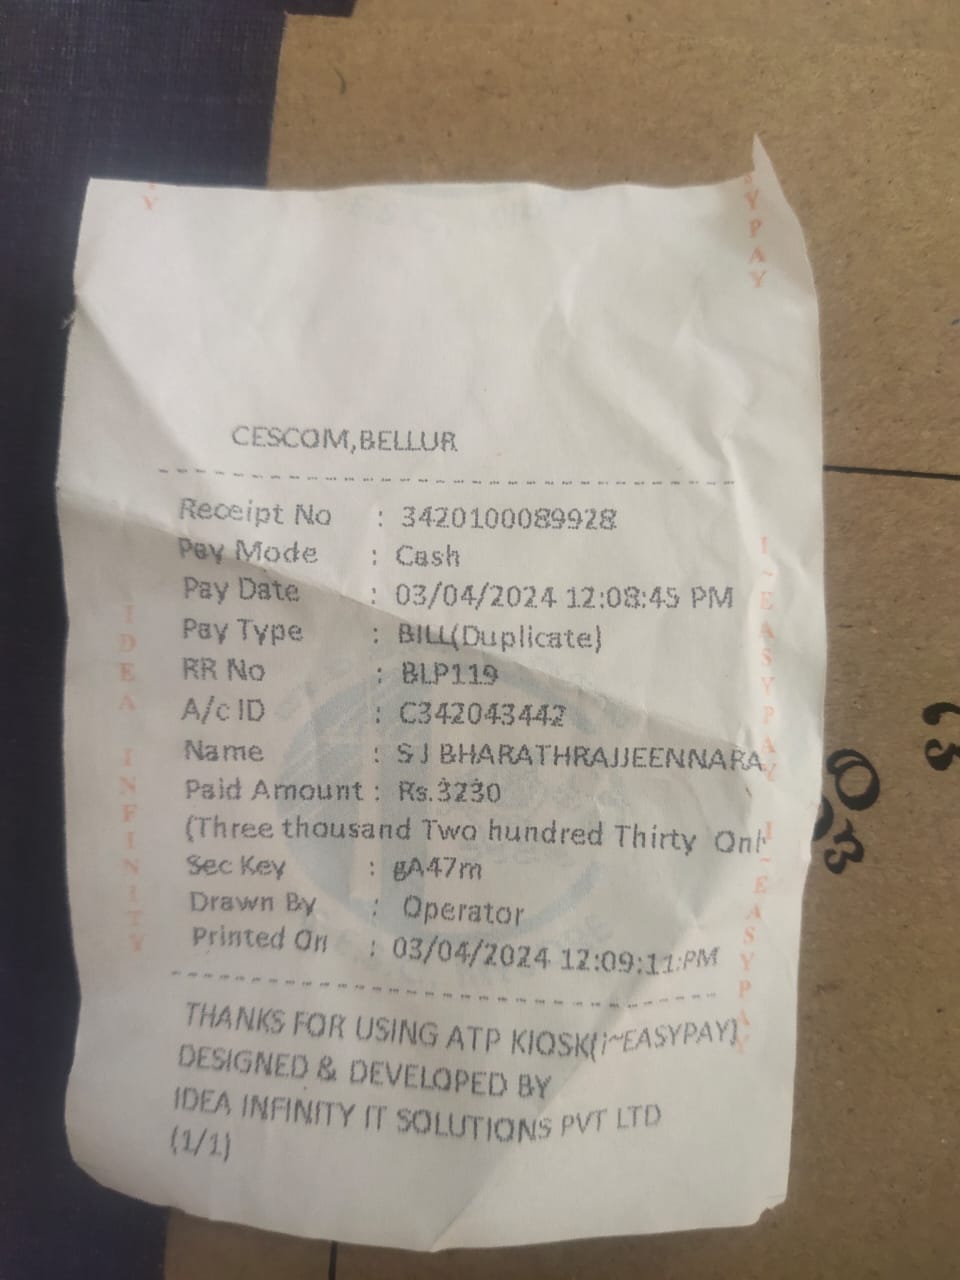 CESCOM,BELLUR
Receipt No : 3420100089928
Pay Mode : Cash
Pay Date : 03/04/2024 12:08:45 PM
Pay Type : BILL(Duplicate)
RR No : BLP119
A/c ID : C342043442
Name : S J BHARATHRAJJEENNARA
Paid Amount : Rs.3230
(Three thousand Two hundred Thirty Onl
Sec Key : gA47m
Drawn By : Operator
Printed On : 03/04/2024 12:09:11 PM
THANKS FOR USING ATP KIOSK(i~EASYPAY)
DESIGNED & DEVELOPED BY
IDEA INFINITY IT SOLUTIONS PVT LTD
(1/1)
IDEA INFINITY
Y
SYPAY
I~EASYPAY I~EASYPAY